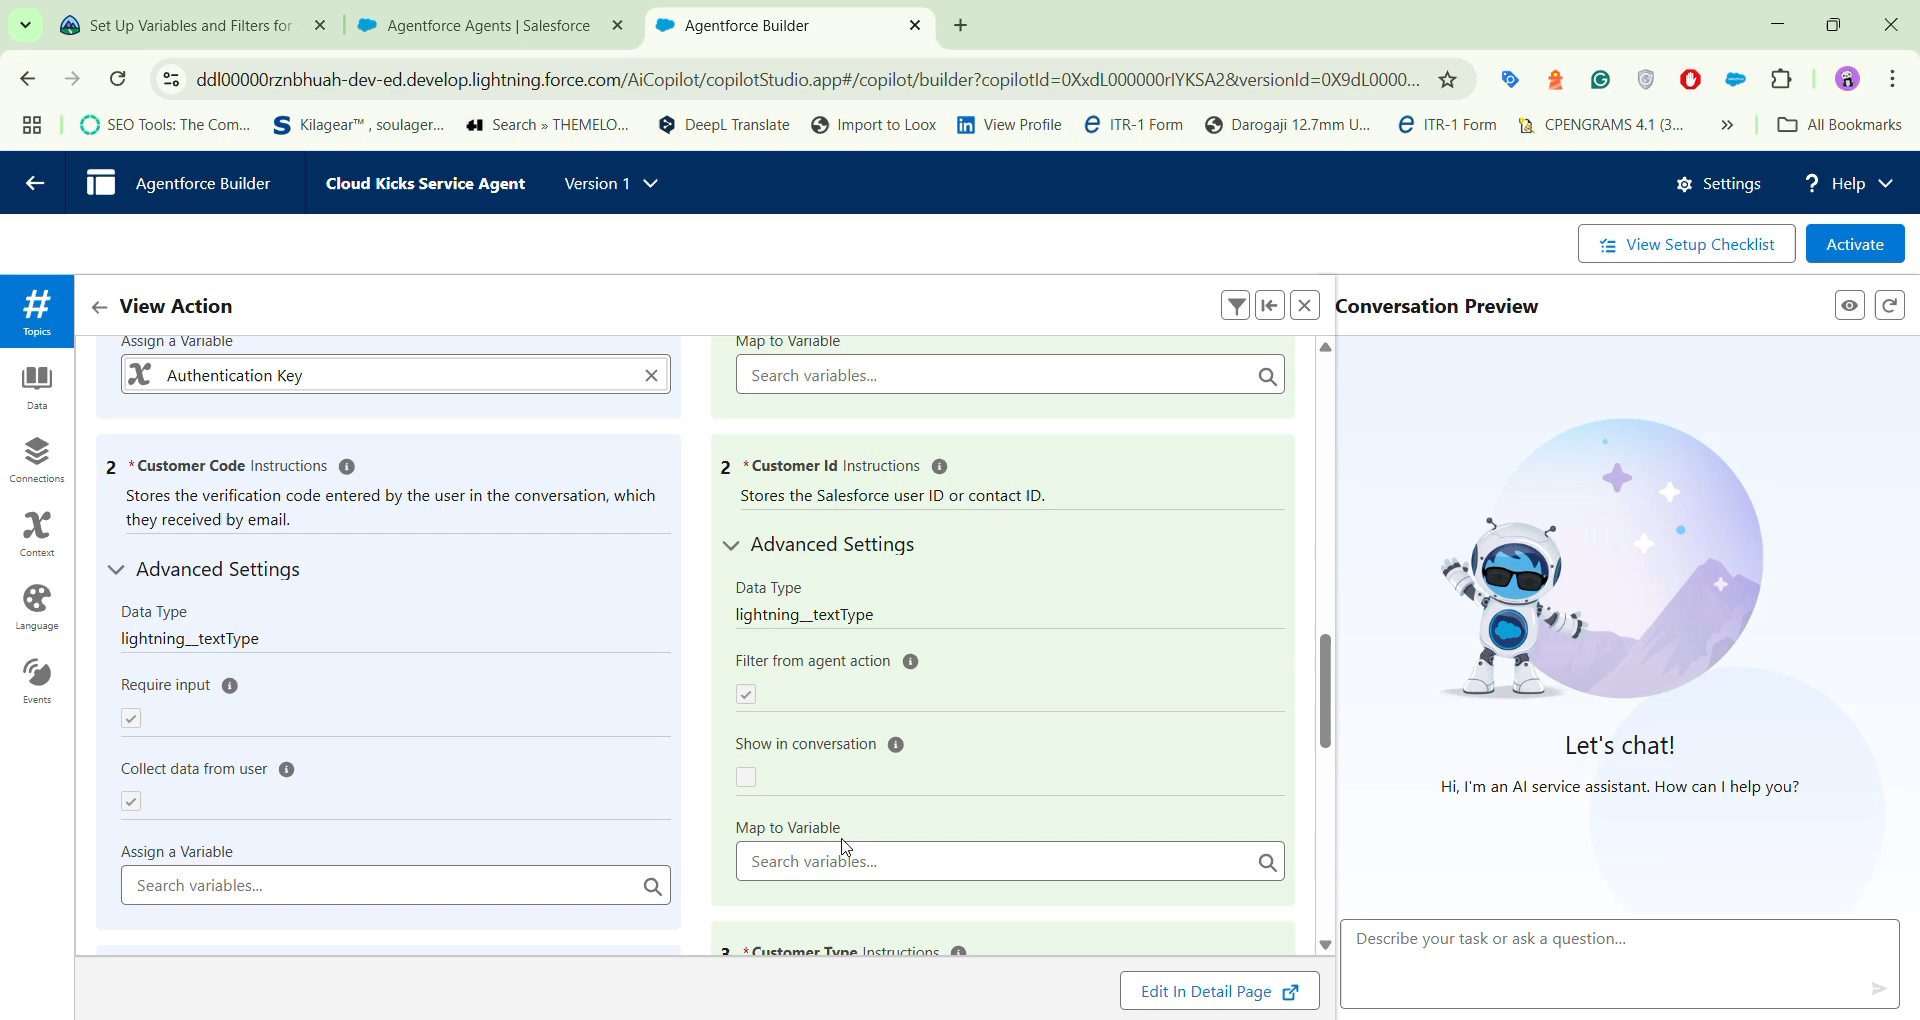 Set Up Variables and Filters for
Agentforce Agents | Salesforce
Agentforce Builder
ddl00000rznbhuah-dev-ed.develop.lightning.force.com/AiCopilot/copilotStudio.app#/copilot/builder?copilotId=0XxdL000000rIYKSA2&versionId=0X9dL0000...
SEO Tools: The Com...
Kilagear™ , soulager...
Search » THEMELO...
DeepL Translate
Import to Loox
View Profile
ITR-1 Form
Darogaji 12.7mm U...
ITR-1 Form
CPENGRAMS 4.1 (3...
»
All Bookmarks
Agentforce Builder
Cloud Kicks Service Agent
Version 1
Settings
? Help
View Setup Checklist
Activate
Topics
Data
Connections
Context
Language
Events
View Action
Assign a Variable
Authentication Key
2 *Customer Code Instructions
Stores the verification code entered by the user in the conversation, which
they received by email.
Advanced Settings
Data Type
lightning__textType
Require input
Collect data from user
Assign a Variable
Search variables...
Map to Variable
Search variables...
2 *Customer Id Instructions
Stores the Salesforce user ID or contact ID.
Advanced Settings
Data Type
lightning__textType
Filter from agent action
Show in conversation
Map to Variable
Search variables...
3 *Customer Type Instructions
Edit In Detail Page
Conversation Preview
Let's chat!
Hi, I'm an AI service assistant. How can I help you?
Describe your task or ask a question...